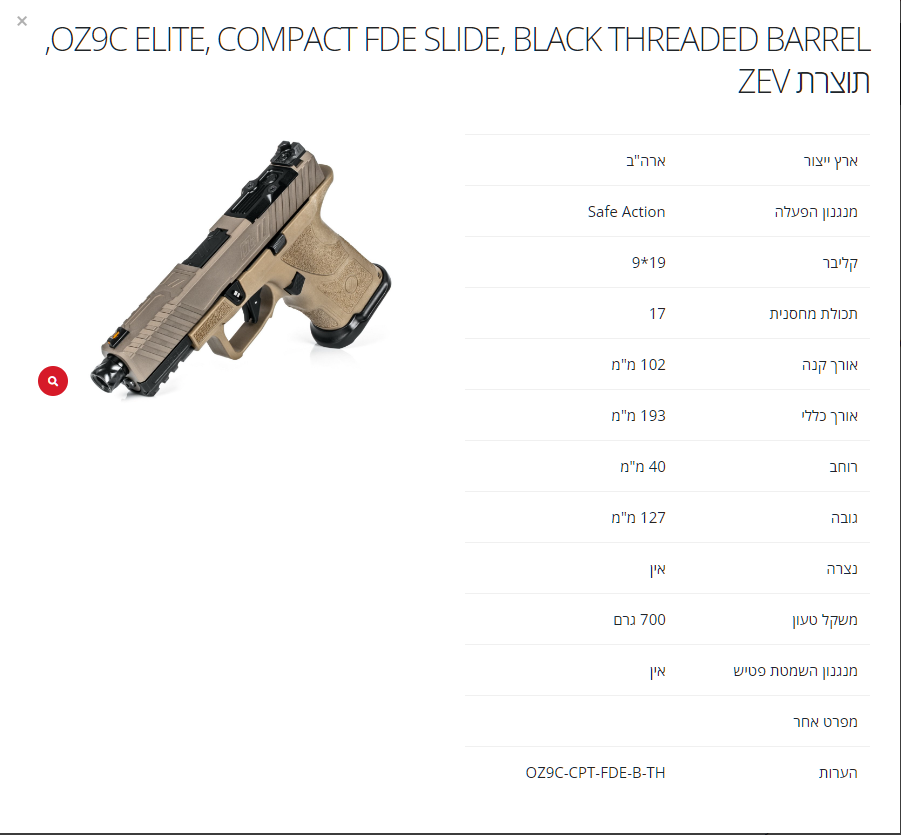 OZ9C ELITE, COMPACT FDE SLIDE, BLACK THREADED BARREL,
תוצרת ZEV
ארץ ייצור ארה"ב
מנגנון הפעלה Safe Action
קליבר 9*19
תכולת מחסנית 17
אורך קנה 102 מ"מ
אורך כללי 193 מ"מ
רוחב 40 מ"מ
גובה 127 מ"מ
נצרה אין
משקל טעון 700 גרם
מנגנון השמטת פטיש אין
מפרט אחר
הערות OZ9C-CPT-FDE-B-TH